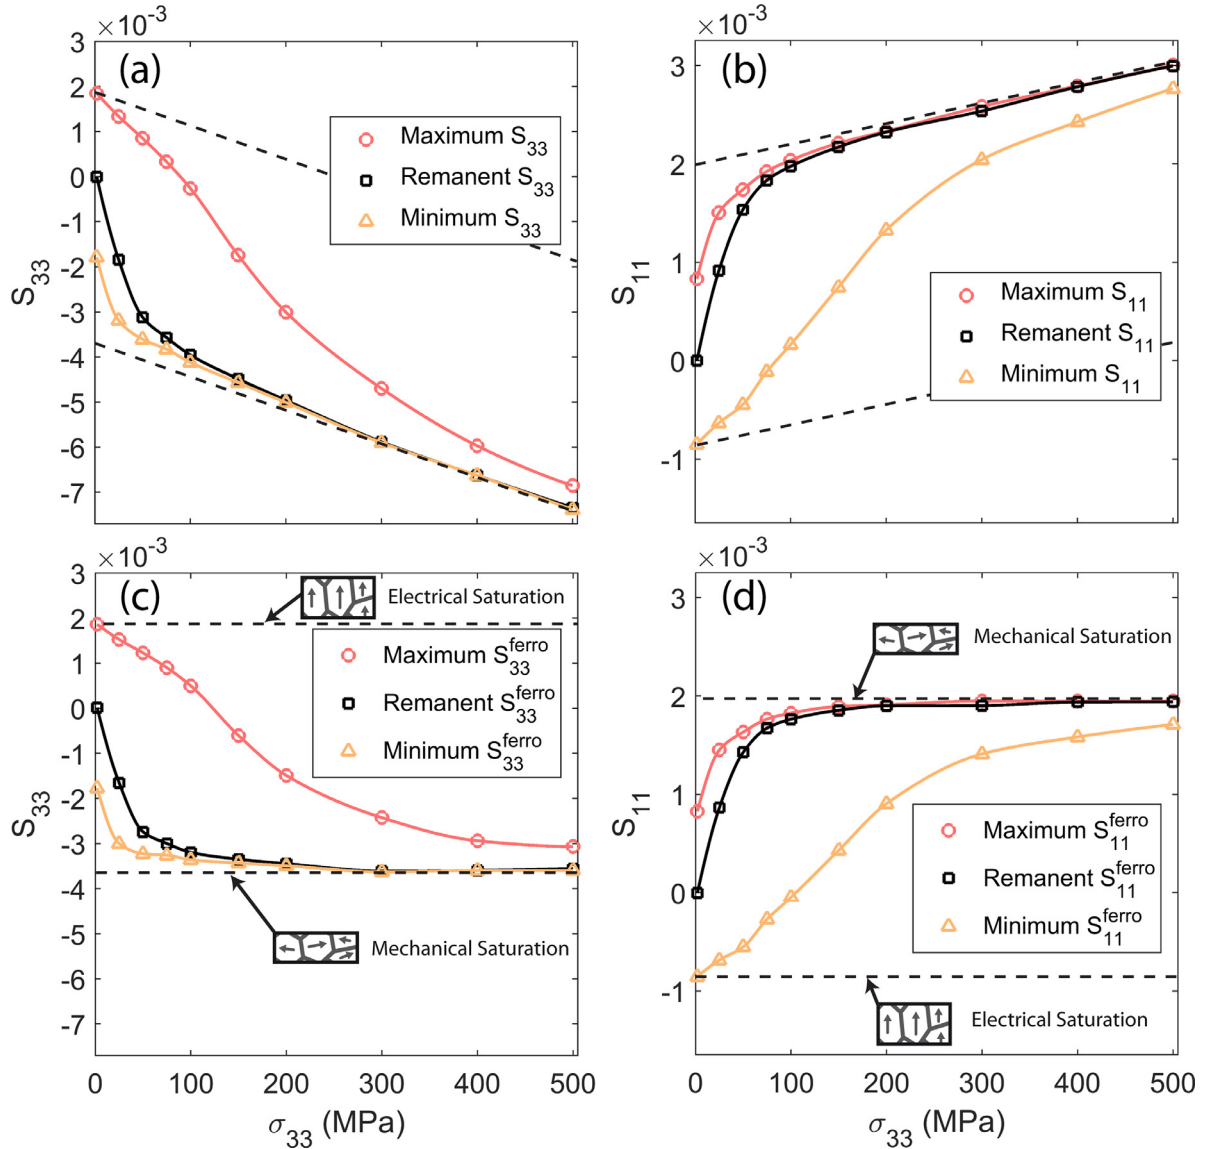 ×10⁻³
(a)
3
2
1
0
-1
-2
-3
-4
-5
-6
-7
S₃₃
Maximum S₃₃
Remanent S₃₃
Minimum S₃₃
×10⁻³
(b)
3
2
1
0
-1
S₁₁
Maximum S₁₁
Remanent S₁₁
Minimum S₁₁
×10⁻³
(c)
3
2
1
0
-1
-2
-3
-4
-5
-6
-7
S₃₃
Electrical Saturation
Maximum S₃₃^ferro
Remanent S₃₃^ferro
Minimum S₃₃^ferro
Mechanical Saturation
0 100 200 300 400 500
σ₃₃ (MPa)
×10⁻³
(d)
3
2
1
0
-1
S₁₁
Mechanical Saturation
Maximum S₁₁^ferro
Remanent S₁₁^ferro
Minimum S₁₁^ferro
Electrical Saturation
0 100 200 300 400 500
σ₃₃ (MPa)